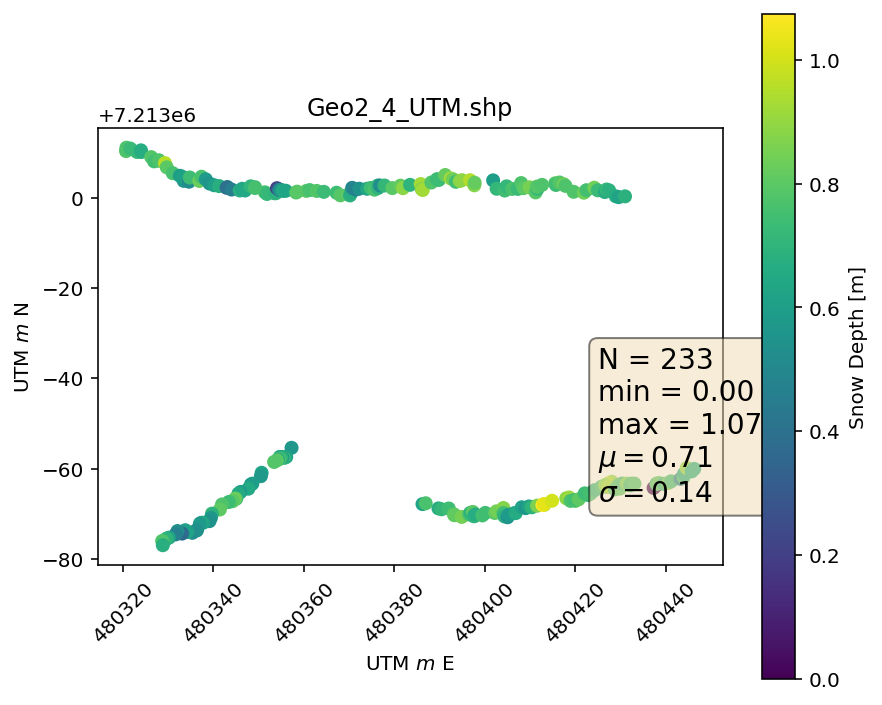 Geo2_4_UTM.shp
+7.213e6
0
−20
−40
−60
−80
UTM m N
480320
480340
480360
480380
480400
480420
480440
UTM m E
N = 233
min = 0.00
max = 1.07
μ = 0.71
σ = 0.14
1.0
0.8
0.6
0.4
0.2
0.0
Snow Depth [m]